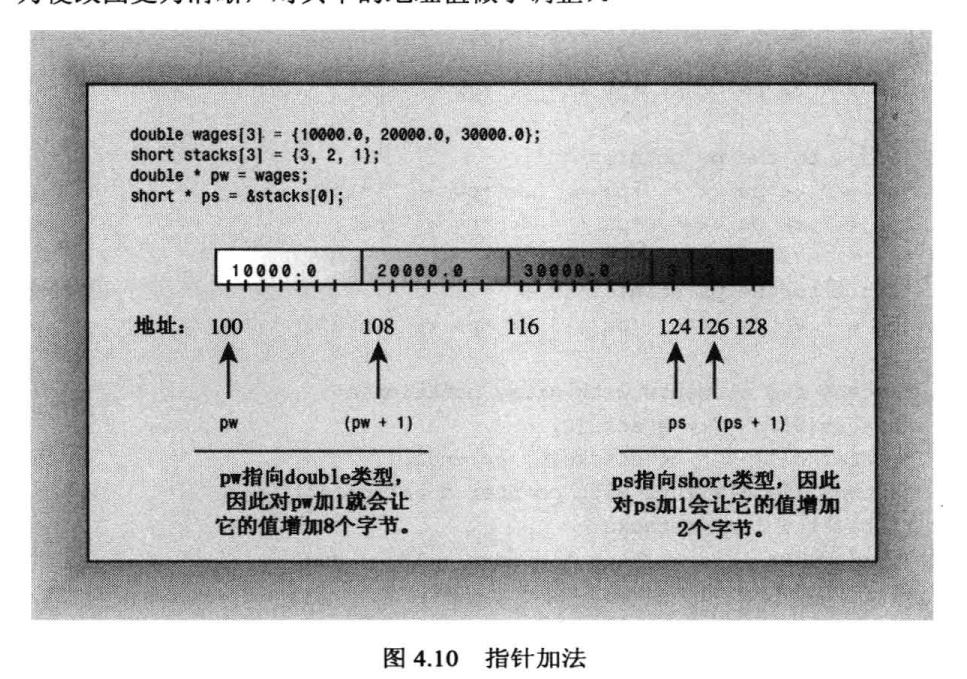 double wages[3] = {10000.0, 20000.0, 30000.0};
short stacks[3] = {3, 2, 1};
double * pw = wages;
short * ps = &stacks[0];
10000.0 20000.0 30000.0 3 2 1
地址： 100 108 116 124 126 128
pw (pw + 1) ps (ps + 1)
pw指向double类型，
因此对pw加1就会让
它的值增加8个字节。
ps指向short类型，因此
对ps加1会让它的值增加
2个字节。
图 4.10 指针加法